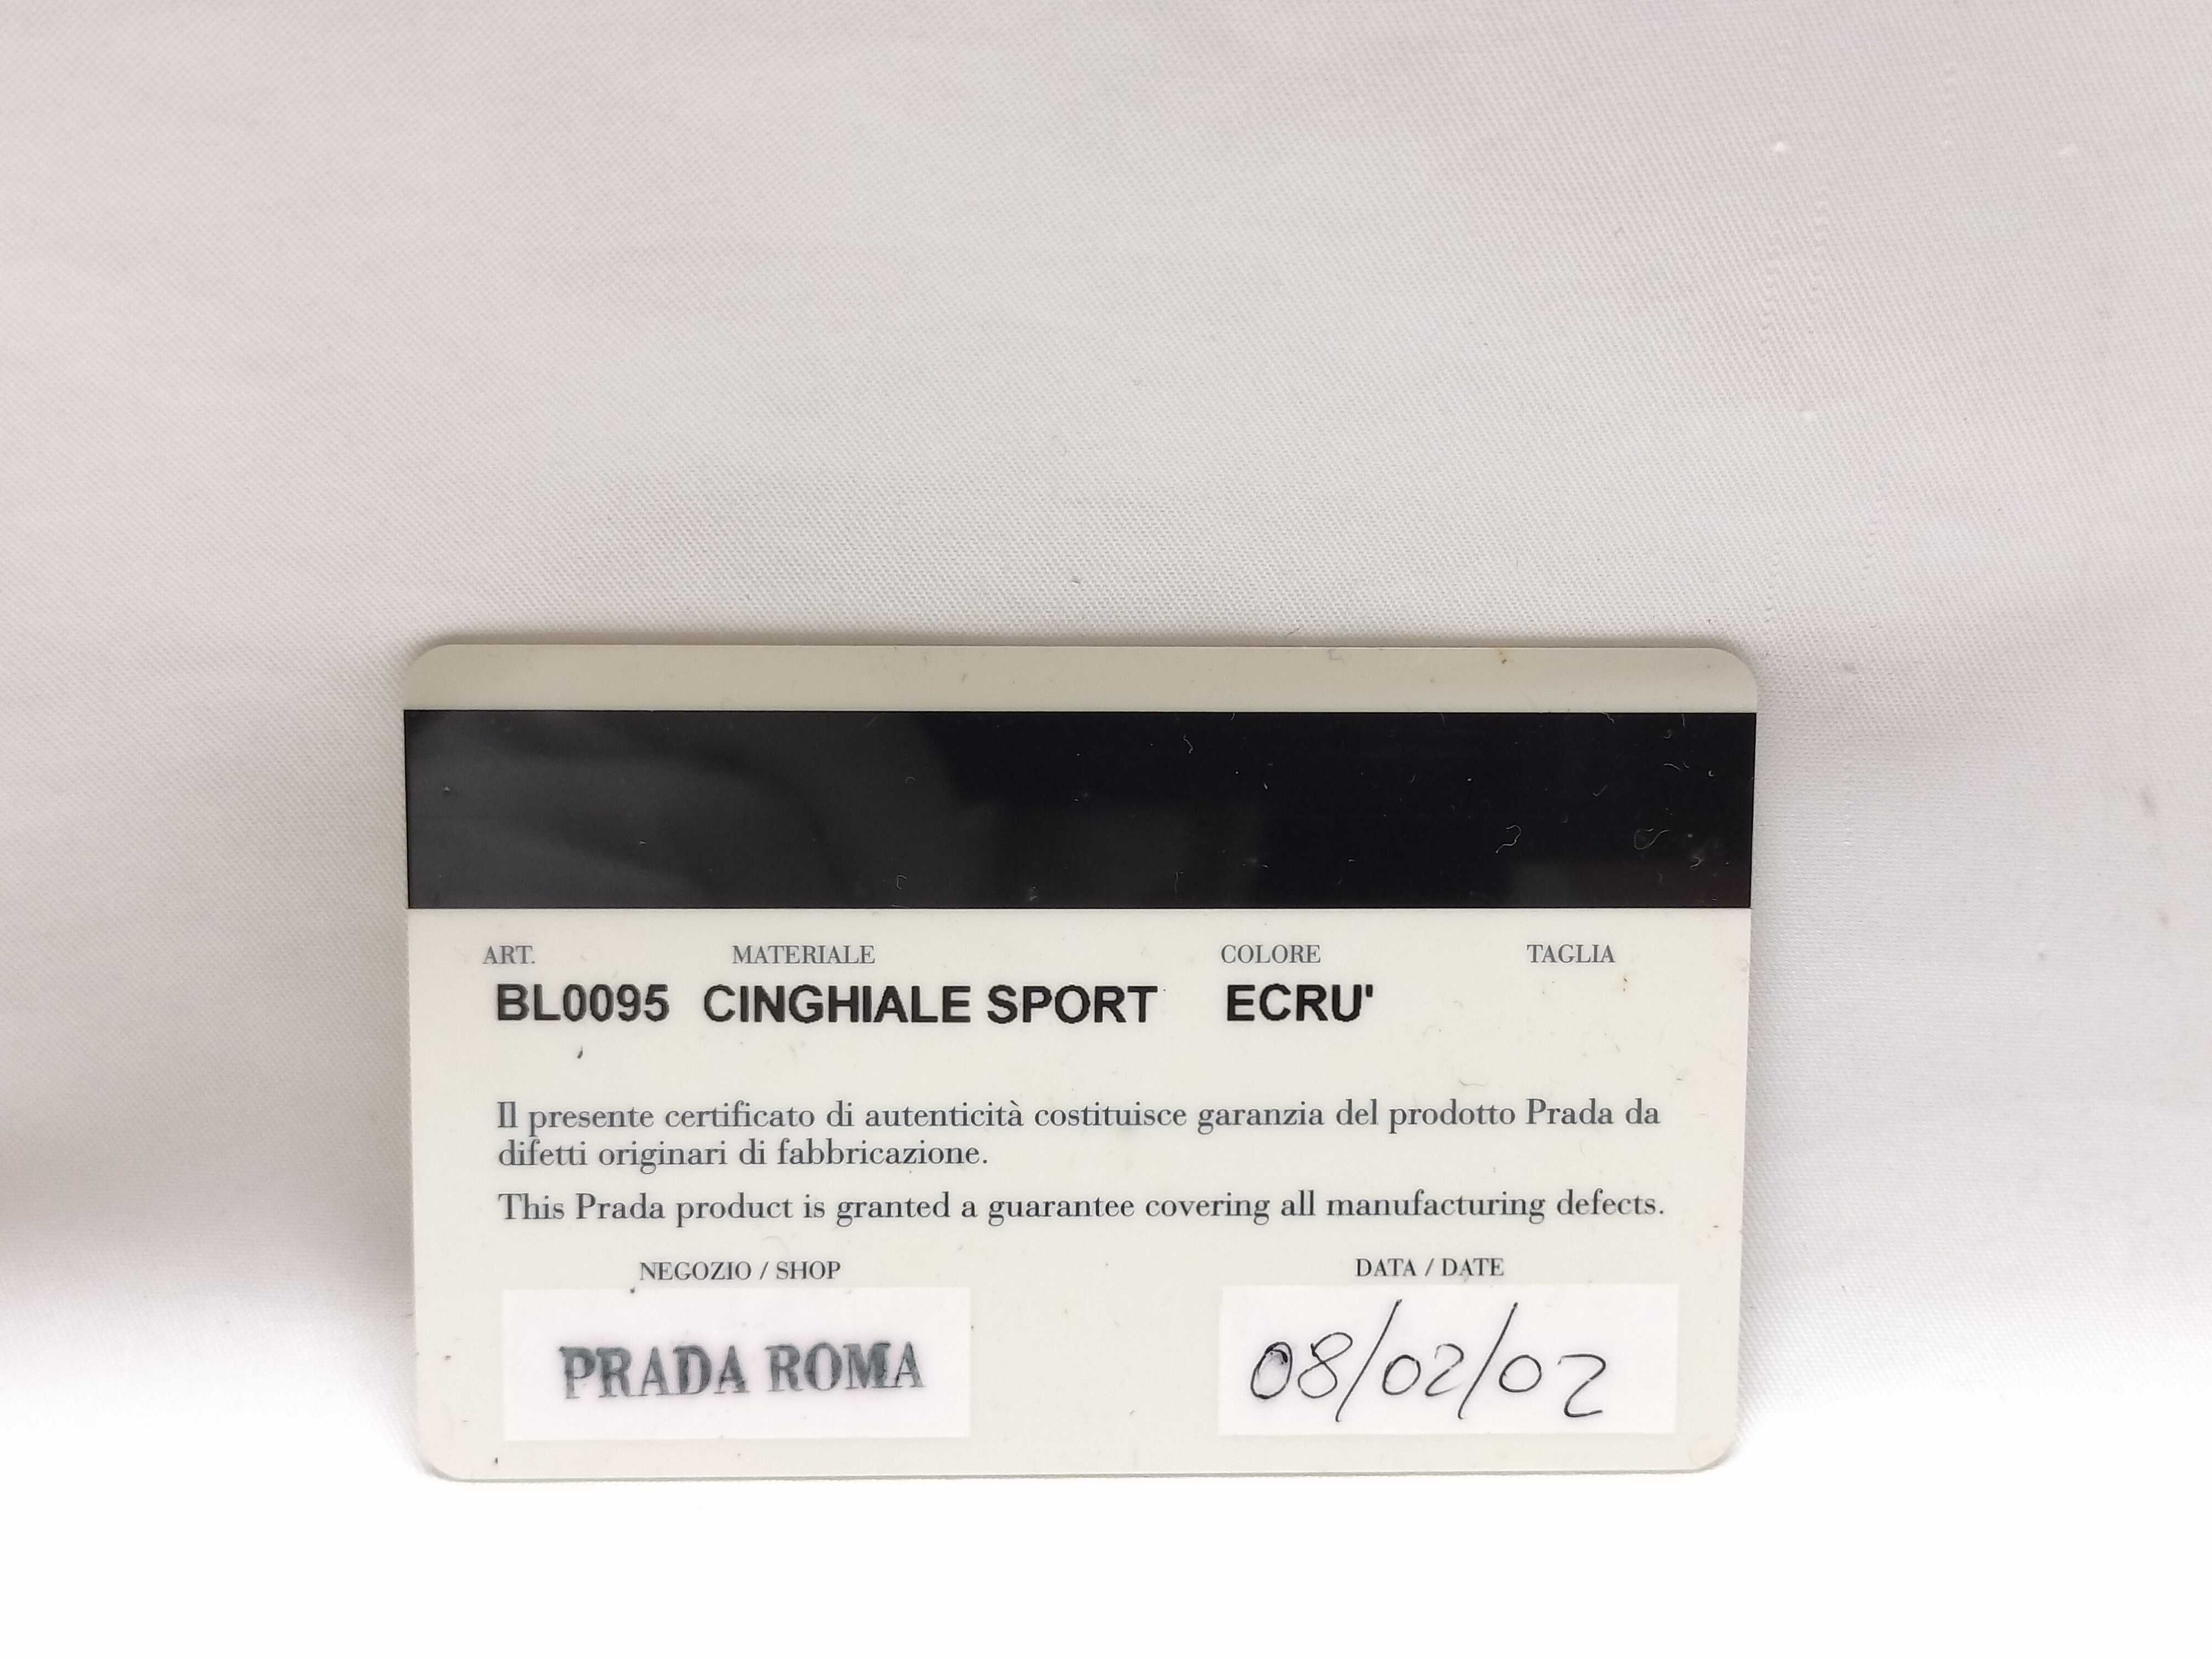 ART. MATERIALE COLORE TAGLIA
BL0095 CINGHIALE SPORT ECRU'
Il presente certificato di autenticità costituisce garanzia del prodotto Prada da
difetti originari di fabbricazione.
This Prada product is granted a guarantee covering all manufacturing defects.
NEGOZIO / SHOP DATA / DATE
PRADA ROMA 08/02/02